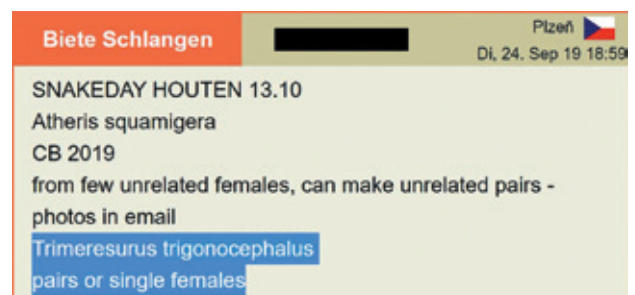 Biete Schlangen
Plzeň
Di, 24. Sep 19 18:59
SNAKEDAY HOUTEN 13.10
Atheris squamigera
CB 2019
from few unrelated females, can make unrelated pairs -
photos in email
Trimeresurus trigonocephalus
pairs or single females